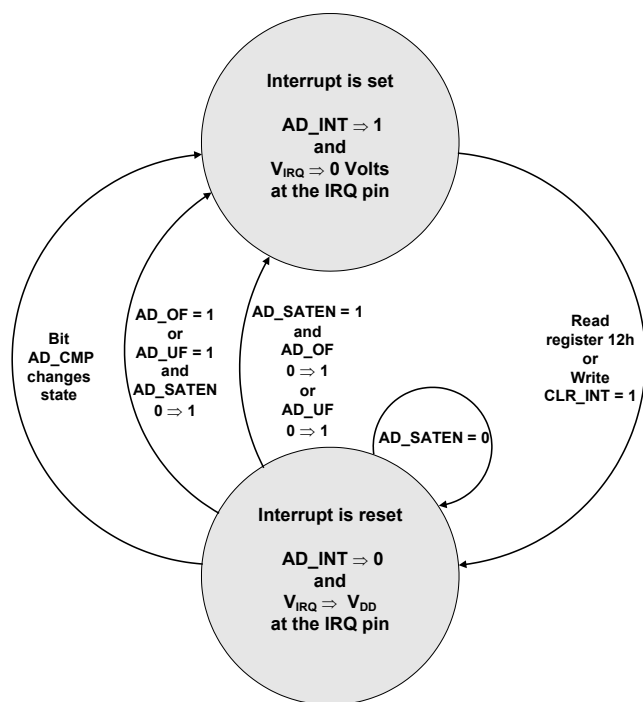 Interrupt is set
AD_INT ⇒ 1
and
VIRQ ⇒ 0 Volts
at the IRQ pin
Bit
AD_CMP
changes
state
AD_OF = 1
or
AD_UF = 1
and
AD_SATEN
0 ⇒ 1
AD_SATEN = 1
and
AD_OF
0 ⇒ 1
or
AD_UF
0 ⇒ 1
AD_SATEN = 0
Read
register 12h
or
Write
CLR_INT = 1
Interrupt is reset
AD_INT ⇒ 0
and
VIRQ ⇒ VDD
at the IRQ pin